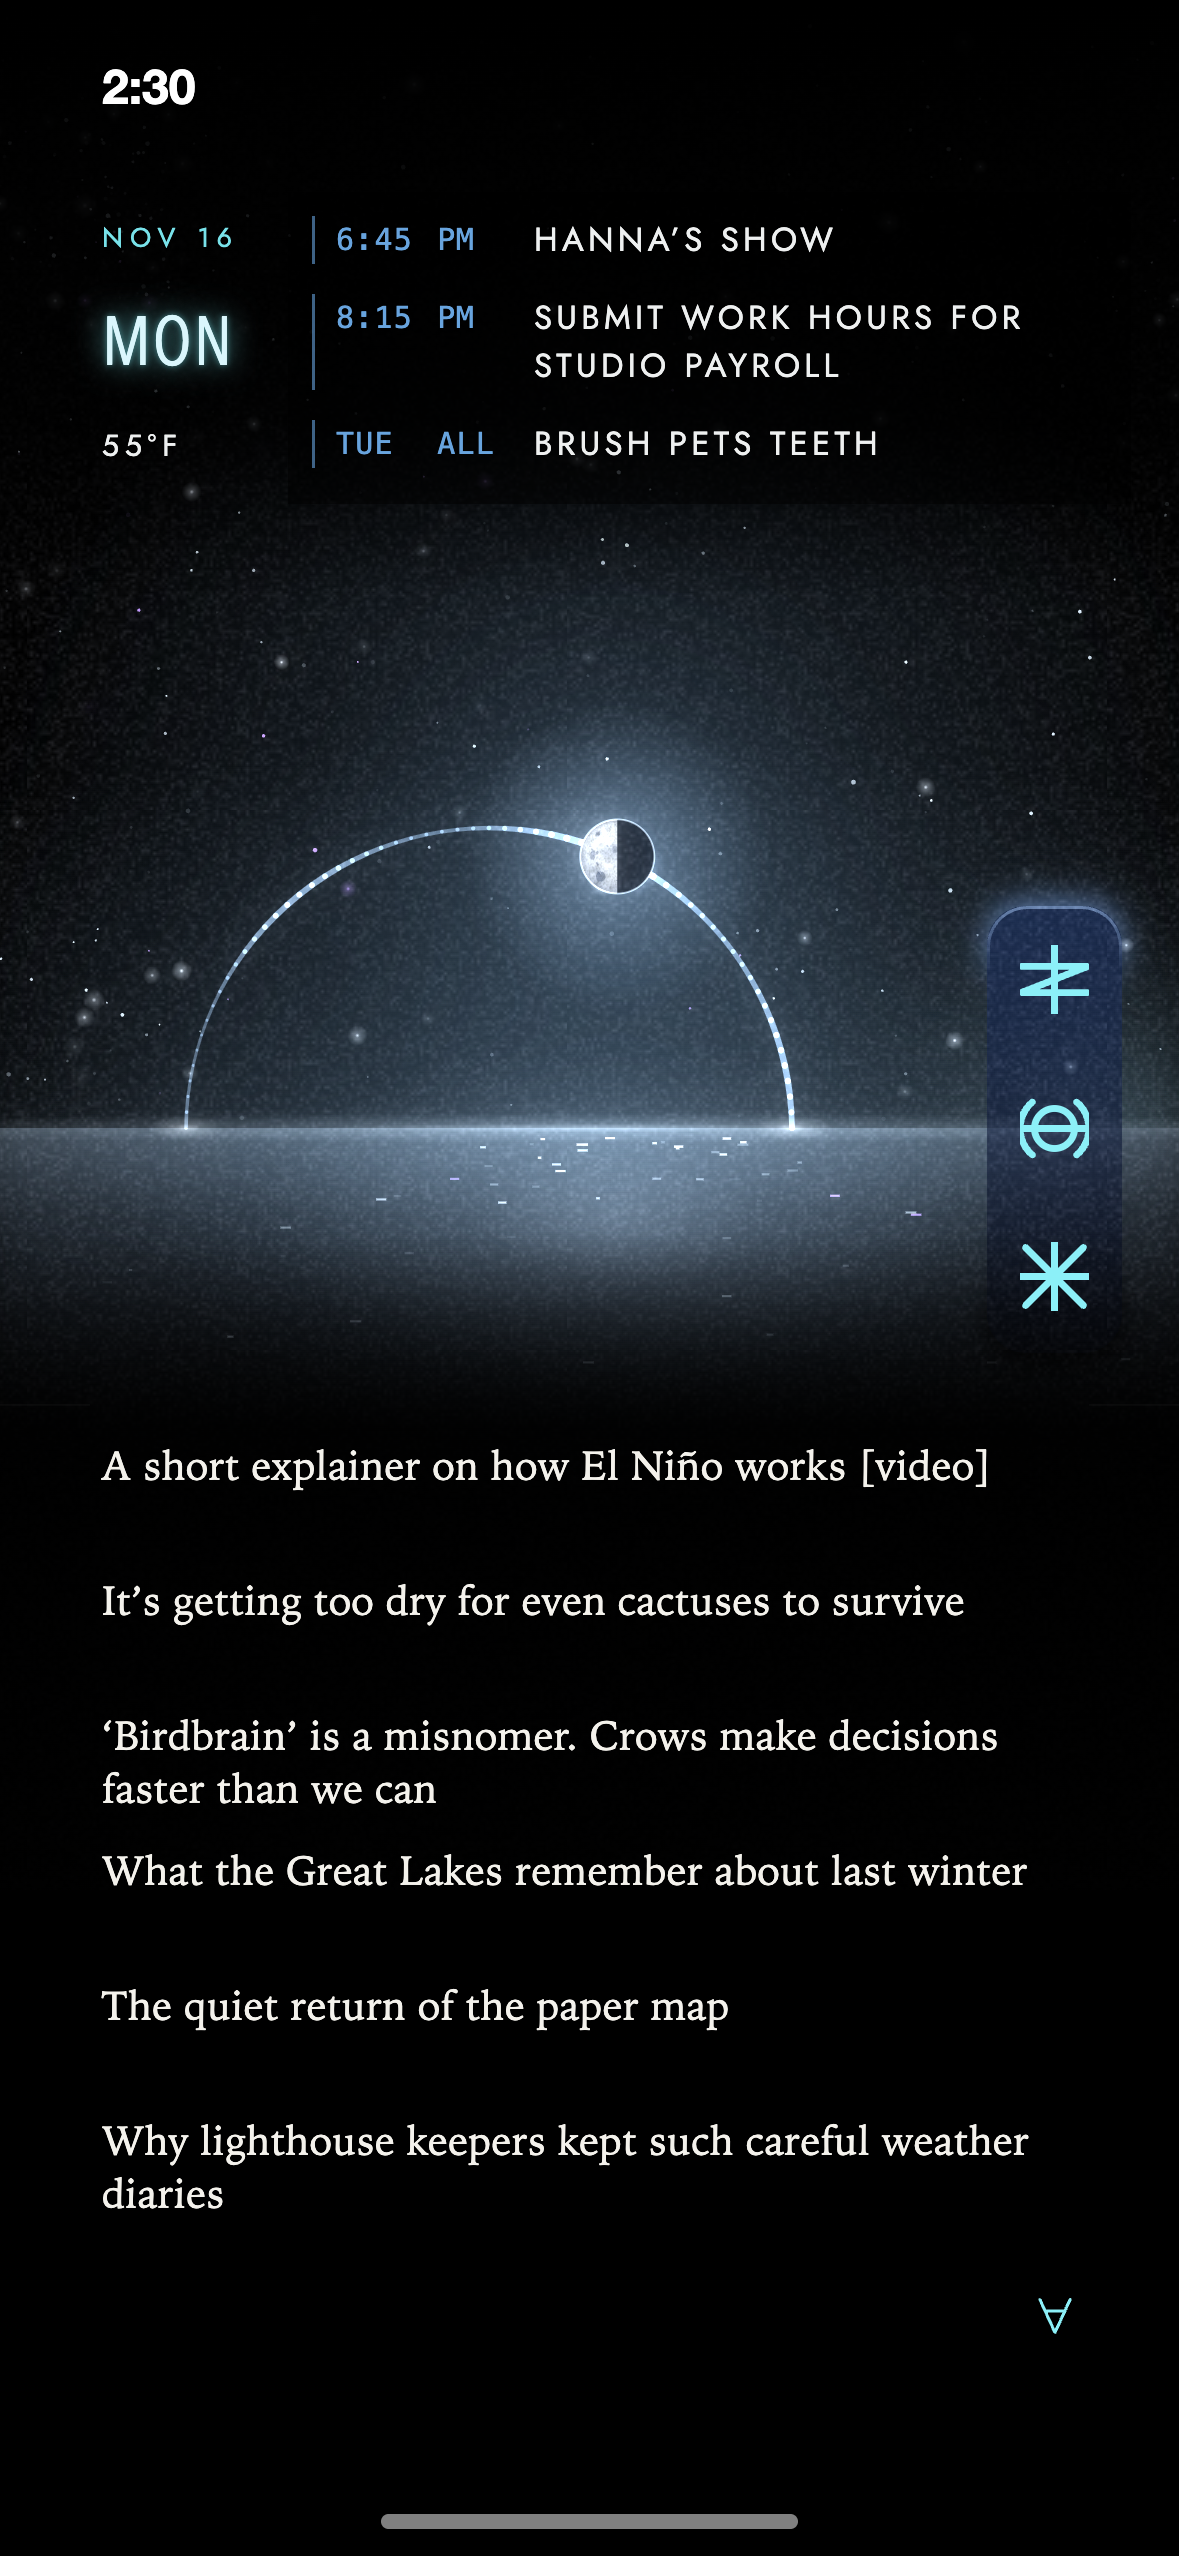 2:30
NOV 16
MON
55°F
6:45 PM HANNA’S SHOW
8:15 PM SUBMIT WORK HOURS FOR
STUDIO PAYROLL
TUE ALL BRUSH PETS TEETH
A short explainer on how El Niño works [video]
It’s getting too dry for even cactuses to survive
‘Birdbrain’ is a misnomer. Crows make decisions
faster than we can
What the Great Lakes remember about last winter
The quiet return of the paper map
Why lighthouse keepers kept such careful weather
diaries